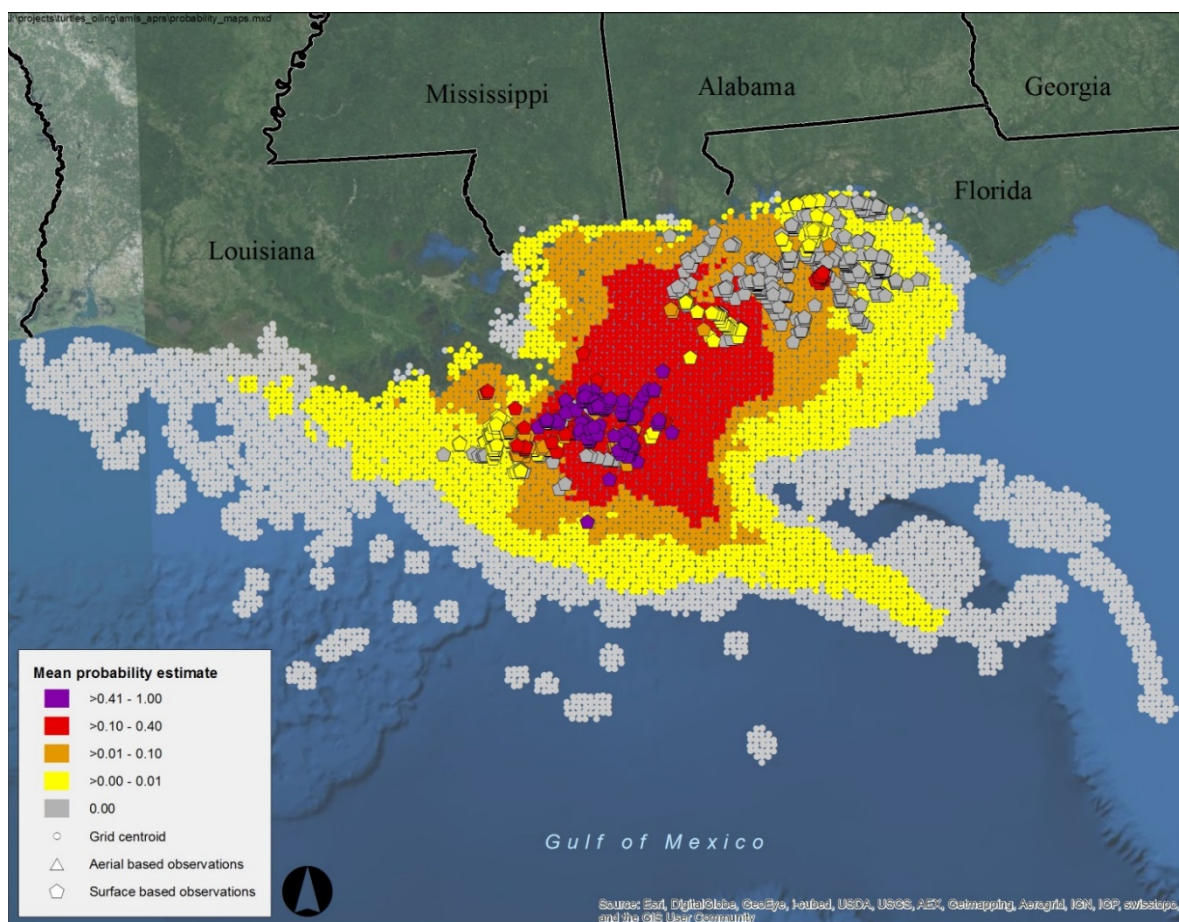 J:\projects\turtles_oiling\amls_aprs\probability_maps.mxd
Mississippi
Alabama
Georgia
Florida
Louisiana
Mean probability estimate
>0.41 - 1.00
>0.10 - 0.40
>0.01 - 0.10
>0.00 - 0.01
0.00
Grid centroid
Aerial based observations
Surface based observations
Gulf of Mexico
Source: Esri, DigitalGlobe, GeoEye, i-cubed, USDA, USGS, AEX, Getmapping, Aerogrid, IGN, IGP, swisstopo,
and the GIS User Community